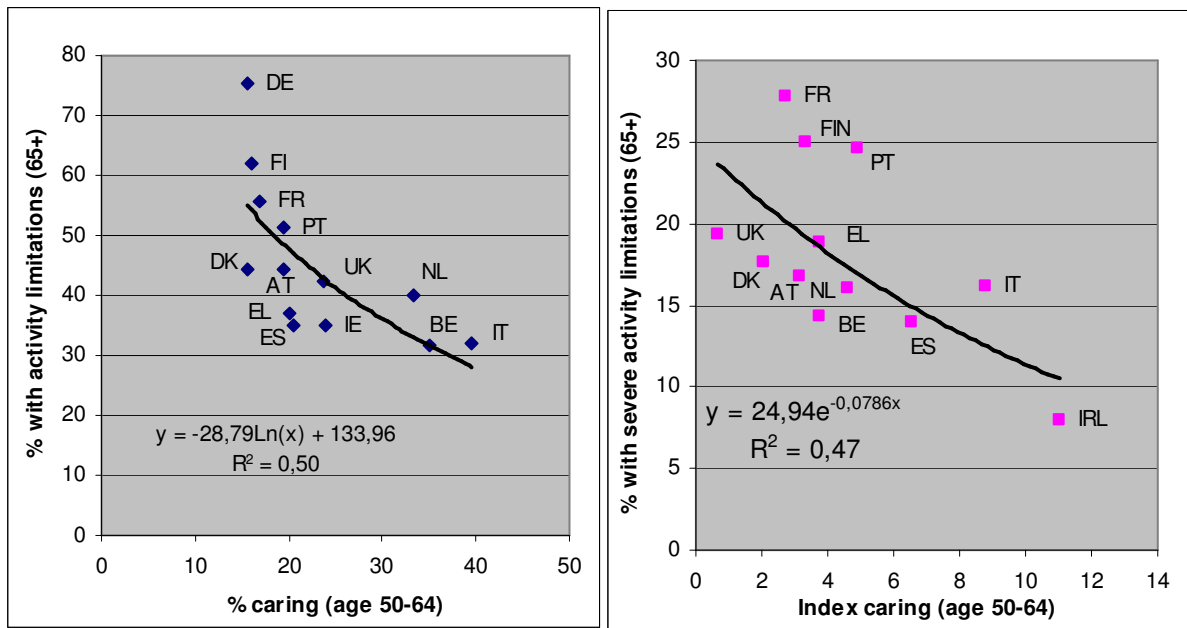 % with activity limitations (65+)
80
70
60
50
40
30
20
10
0
DE
FI
FR
PT
DK
AT
UK
NL
EL
ES
IE
BE
IT
y = -28,79Ln(x) + 133,96
R² = 0,50
0 10 20 30 40 50
% caring (age 50-64)
% with severe activity limitations (65+)
30
25
20
15
10
5
0
FR
FIN
PT
UK
EL
DK
AT
NL
IT
BE
ES
IRL
y = 24,94e^-0,0786x
R² = 0,47
0 2 4 6 8 10 12 14
Index caring (age 50-64)